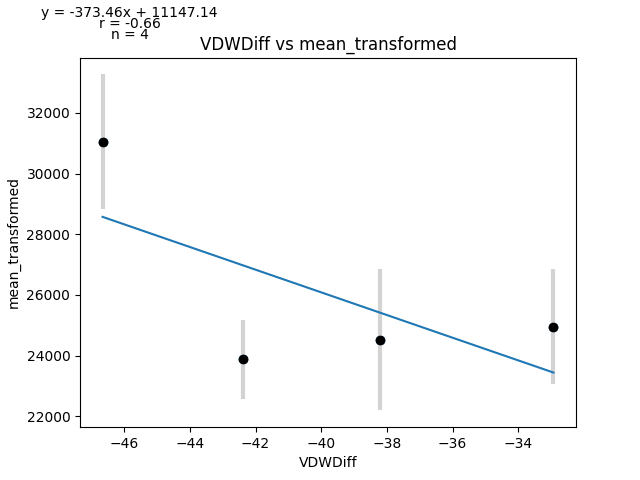 y = -373.46x + 11147.14
r = -0.66
n = 4
VDWDiff vs mean_transformed
mean_transformed
32000
30000
28000
26000
24000
22000
−46
−44
−42
−40
−38
−36
−34
VDWDiff